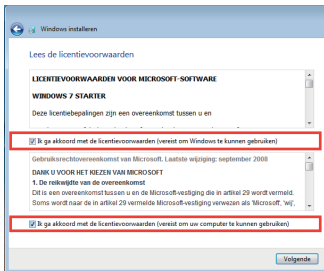 Windows installeren
Lees de licentievoorwaarden
LICENTIEVOORWAARDEN VOOR MICROSOFT-SOFTWARE
WINDOWS 7 STARTER
Deze licentiebepalingen zijn een overeenkomst tussen u en
Ik ga akkoord met de licentievoorwaarden (vereist om Windows te kunnen gebruiken)
Gebruiksrechtovereenkomst van Microsoft. Laatste wijziging: september 2008
DANK U VOOR HET KIEZEN VAN MICROSOFT
1. De reikwijdte van de overeenkomst
Dit is een overeenkomst tussen u en de Microsoft-vestiging die in artikel 29 wordt vermeld.
Soms wordt naar de in artikel 29 vermelde Microsoft-vestiging verwezen als 'Microsoft', 'wij',
Ik ga akkoord met de licentievoorwaarden (vereist om uw computer te kunnen gebruiken)
Volgende